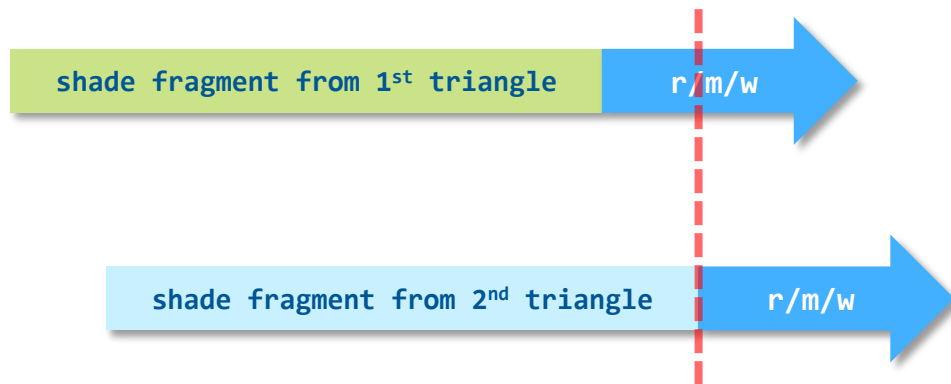 shade fragment from 1st triangle r/m/w
shade fragment from 2nd triangle r/m/w